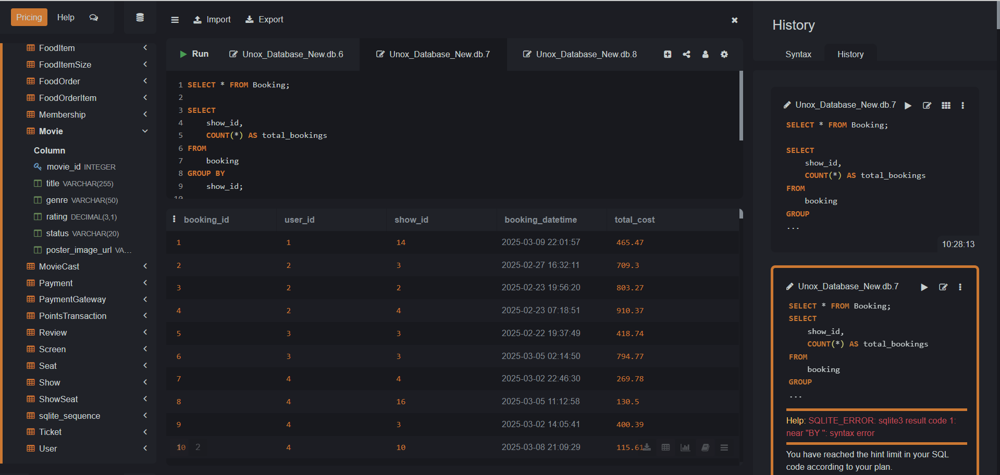 Pricing Help
Import Export
FoodItem
FoodItemSize
FoodOrder
FoodOrderItem
Membership
Movie
Column
movie_id INTEGER
title VARCHAR(255)
genre VARCHAR(50)
rating DECIMAL(3,1)
status VARCHAR(20)
poster_image_url VA...
MovieCast
Payment
PaymentGateway
PointsTransaction
Review
Screen
Seat
Show
ShowSeat
sqlite_sequence
Ticket
User
Run Unox_Database_New.db.6 Unox_Database_New.db.7 Unox_Database_New.db.8
1 SELECT * FROM Booking;
2
3 SELECT
4     show_id,
5     COUNT(*) AS total_bookings
6 FROM
7     booking
8 GROUP BY
9     show_id;
10
booking_id user_id show_id booking_datetime total_cost
1 1 14 2025-03-09 22:01:57 465.47
2 2 3 2025-02-27 16:32:11 709.3
3 2 2 2025-02-23 19:56:20 803.27
4 2 4 2025-02-23 07:18:51 910.37
5 3 3 2025-02-22 19:37:49 418.74
6 3 3 2025-03-05 02:14:50 794.77
7 4 4 2025-03-02 22:46:30 269.78
8 4 16 2025-03-05 11:12:58 130.5
9 4 3 2025-03-02 14:05:41 400.39
10 4 10 2025-03-08 21:09:29 115.61
2
History
Syntax History
Unox_Database_New.db.7
SELECT * FROM Booking;
SELECT
    show_id,
    COUNT(*) AS total_bookings
FROM
    booking
GROUP
...
10:28:13
Unox_Database_New.db.7
SELECT * FROM Booking;
SELECT
    show_id,
    COUNT(*) AS total_bookings
FROM
    booking
GROUP
...
Help: SQLITE_ERROR: sqlite3 result code 1:
near "BY ": syntax error
You have reached the hint limit in your SQL
code according to your plan.